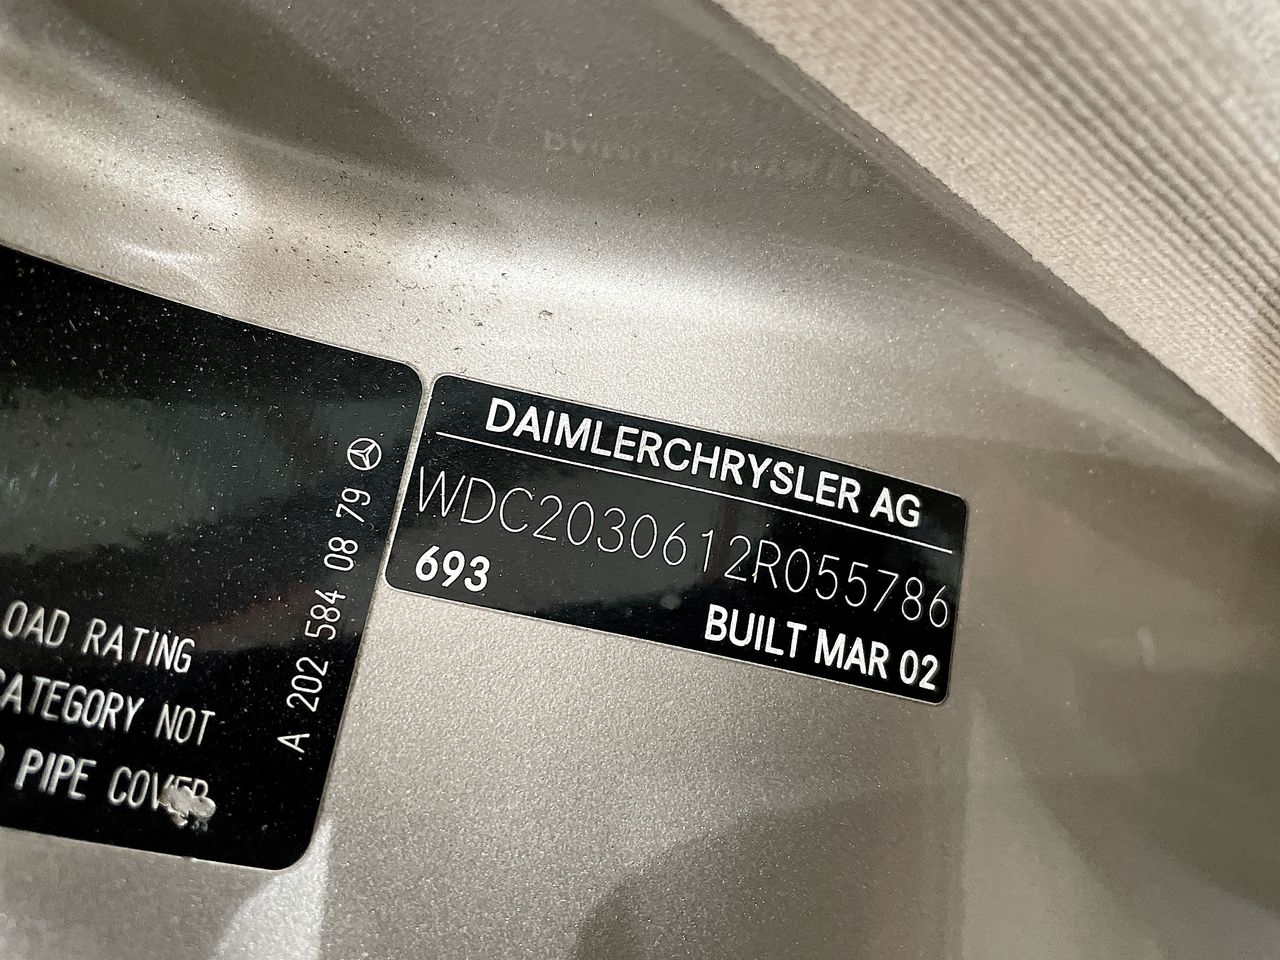 OAD RATING
CATEGORY NOT
PIPE COVER
A 202 584 08 79
DAIMLERCHRYSLER AG
WDC2030612R055786
693
BUILT MAR 02